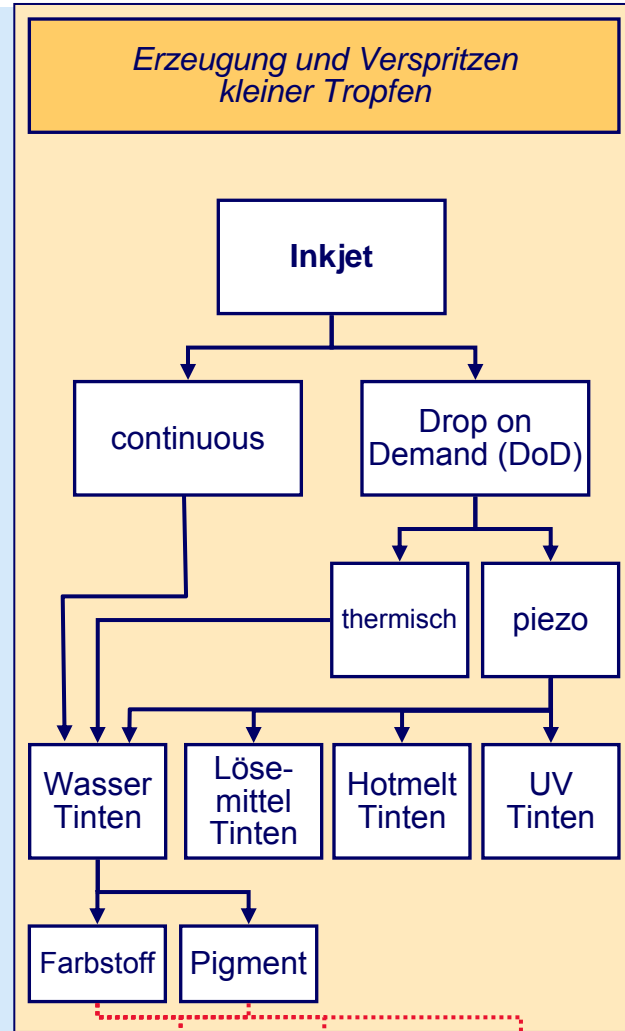 Erzeugung und Verspritzen
kleiner Tropfen
Inkjet
continuous
Drop on
Demand (DoD)
thermisch
piezo
Wasser
Tinten
Löse-
mittel
Tinten
Hotmelt
Tinten
UV
Tinten
Farbstoff
Pigment